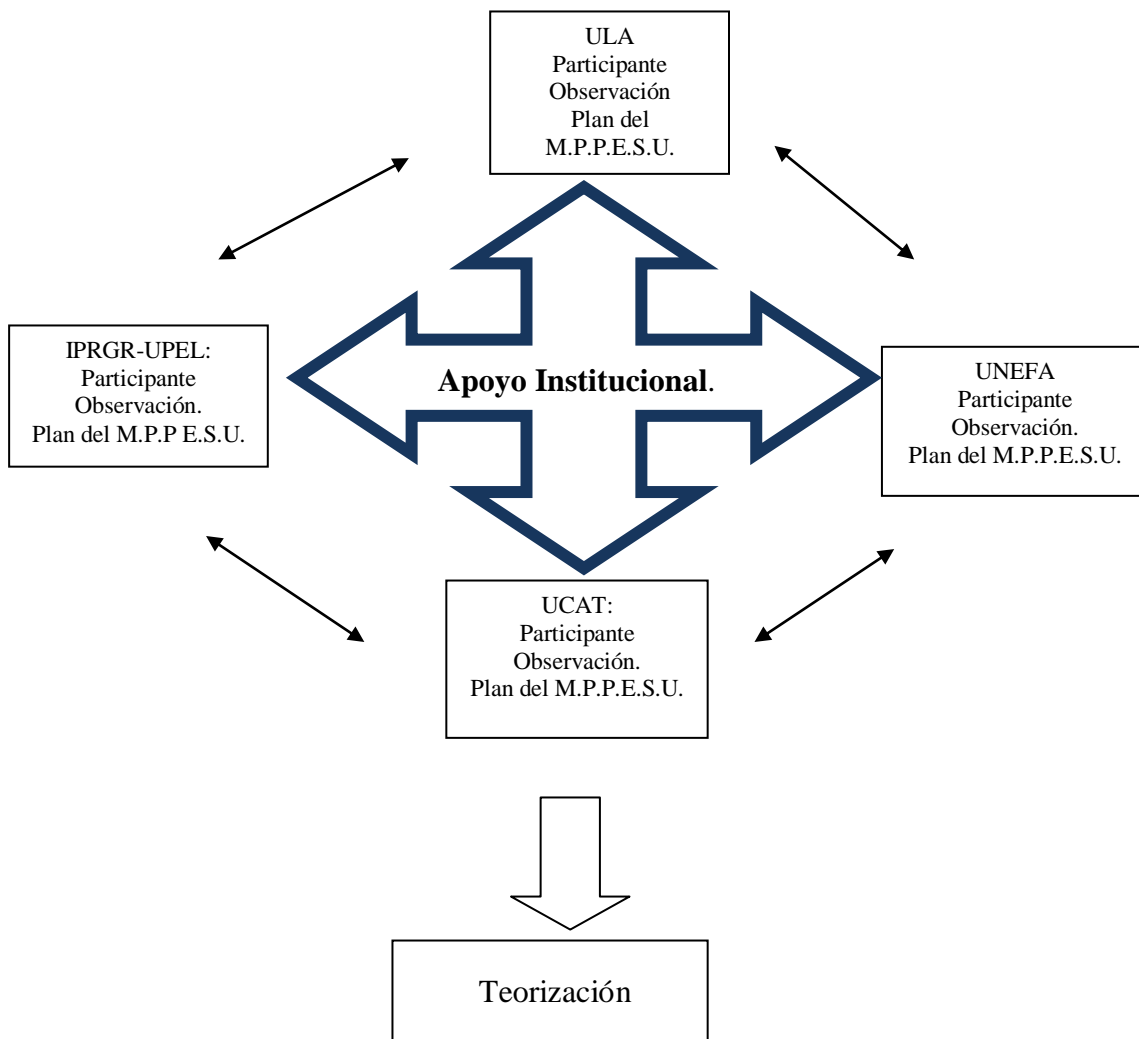 ULA
Participante
Observación
Plan del
M.P.P.E.S.U.
IPRGR-UPEL:
Participante
Observación.
Plan del M.P.P E.S.U.
Apoyo Institucional.
UNEFA
Participante
Observación.
Plan del M.P.P.E.S.U.
UCAT:
Participante
Observación.
Plan del M.P.P.E.S.U.
Teorización